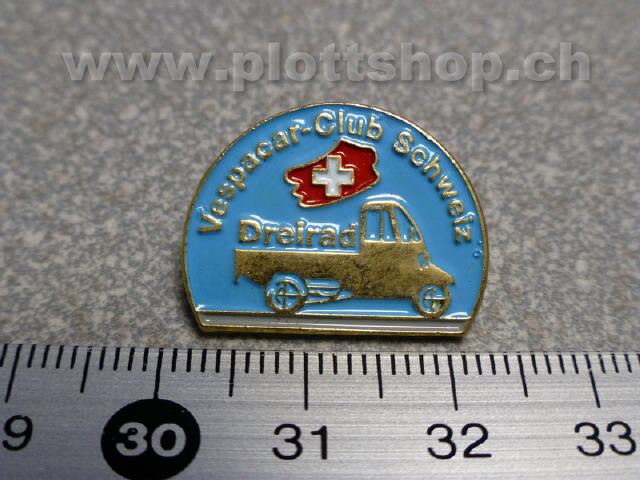 www.plottshop.ch
Vespacar-Club Schweiz
Dreirad
9 30 31 32 33